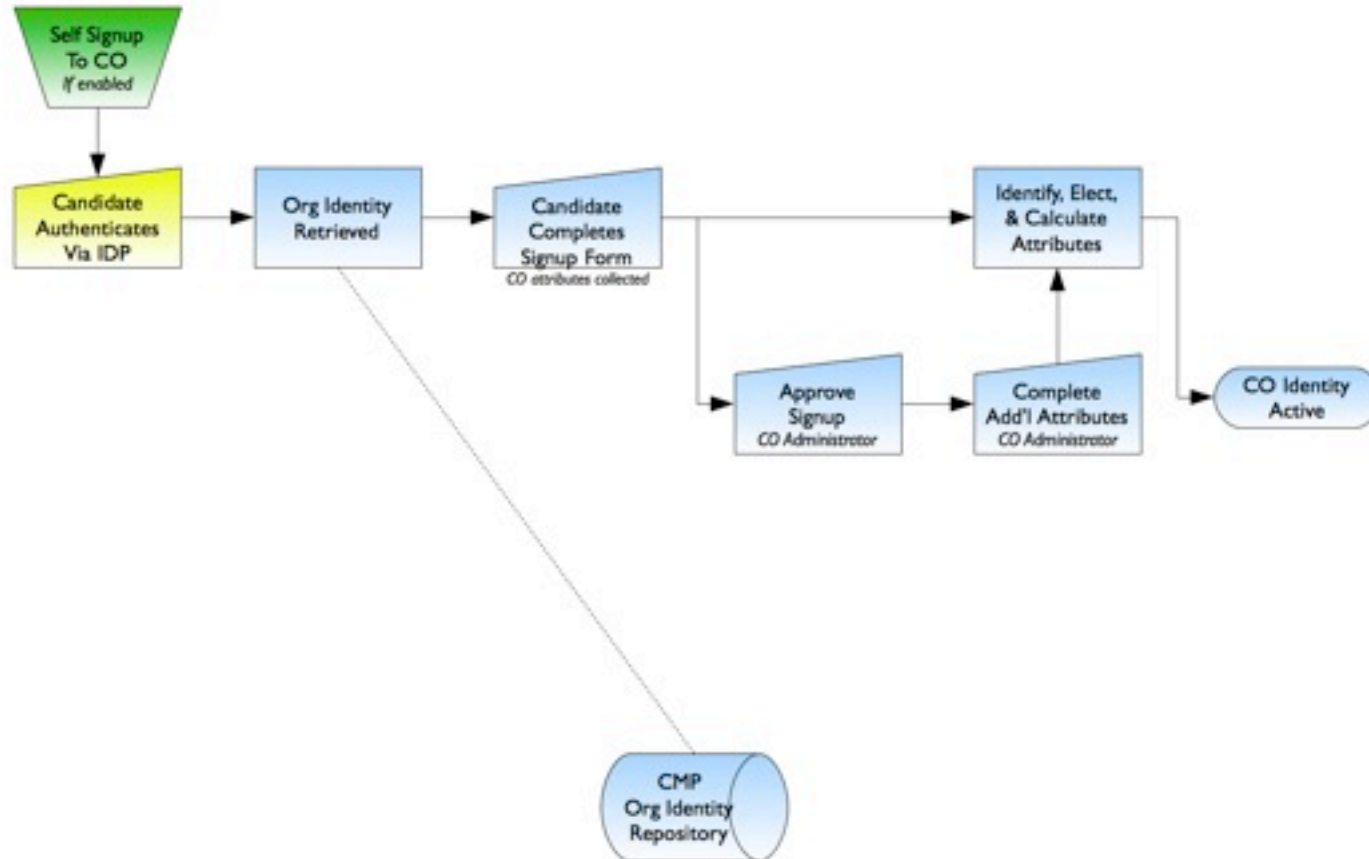 Self Signup
To CO
If enabled
Candidate
Authenticates
Via IDP
Org Identity
Retrieved
Candidate
Completes
Signup Form
CO attributes collected
Identify, Elect,
& Calculate
Attributes
Approve
Signup
CO Administrator
Complete
Add'l Attributes
CO Administrator
CO Identity
Active
CMP
Org Identity
Repository